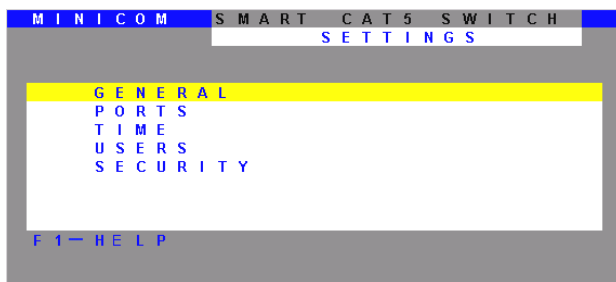 MINICOM SMART CAT5 SWITCH
SETTINGS
GENERAL
PORTS
TIME
USERS
SECURITY
F1—HELP